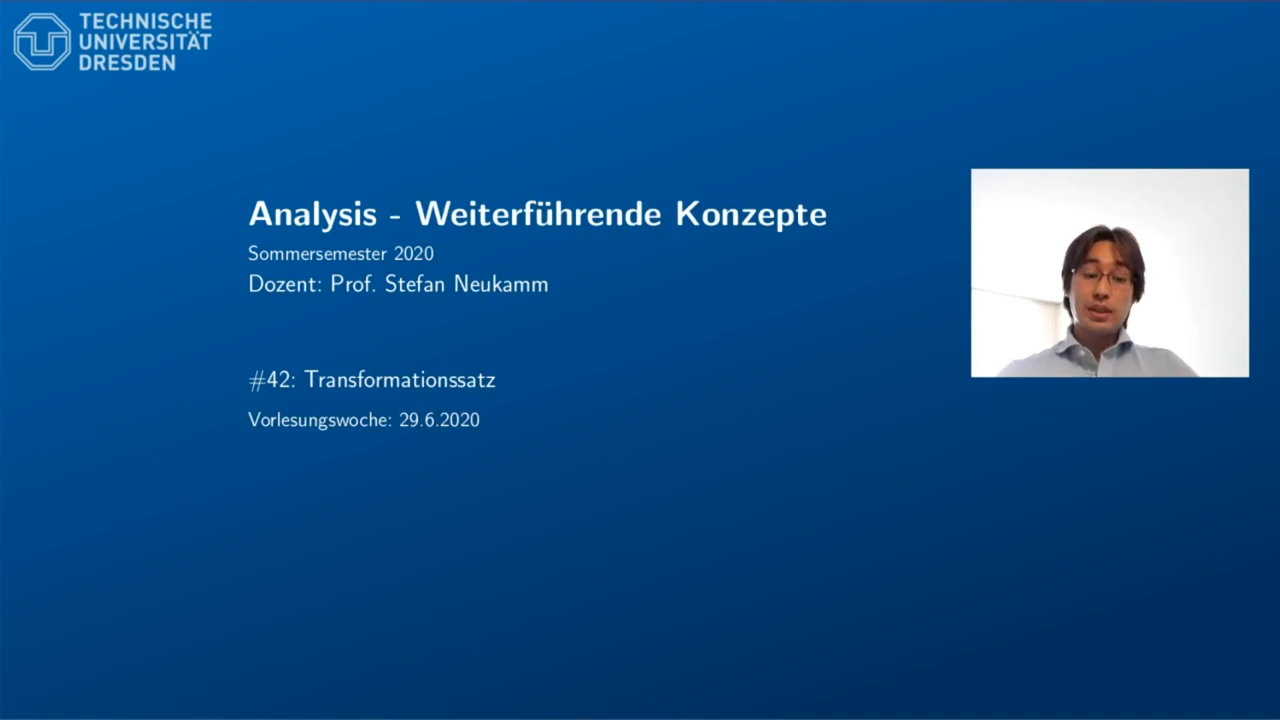 TECHNISCHE
UNIVERSITÄT
DRESDEN
Analysis - Weiterführende Konzepte
Sommersemester 2020
Dozent: Prof. Stefan Neukamm
#42: Transformationssatz
Vorlesungswoche: 29.6.2020